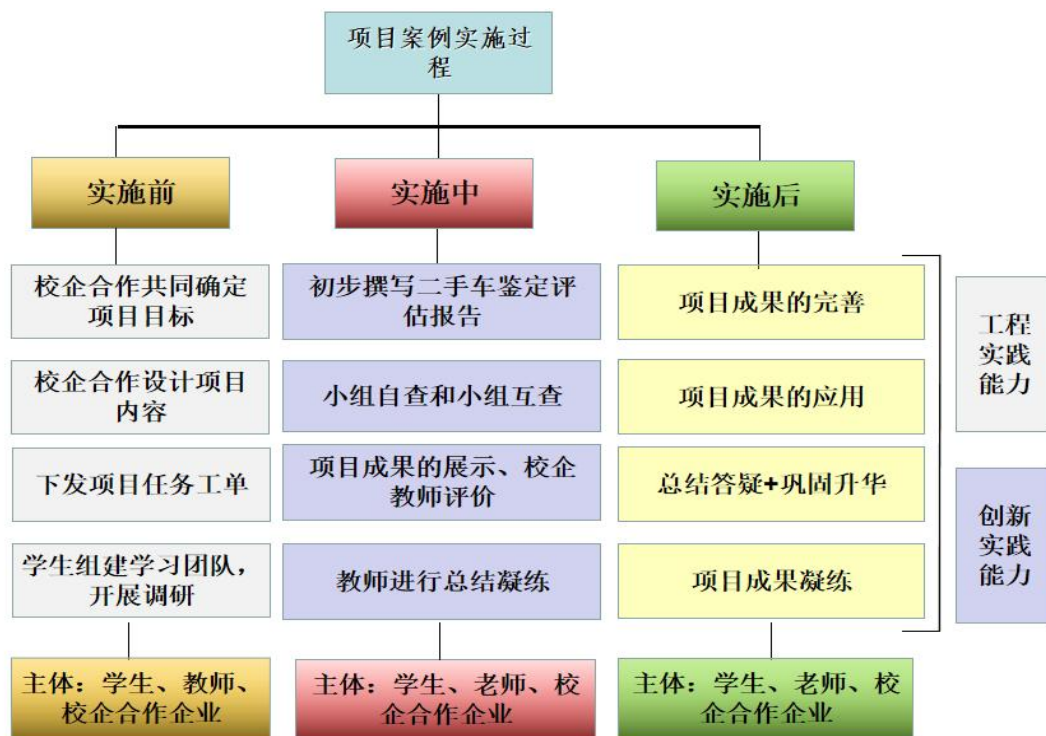 项目案例实施过
程
实施前
实施中
实施后
校企合作共同确定
项目目标
初步撰写二手车鉴定评
估报告
项目成果的完善
工程
实践
能力
校企合作设计项目
内容
小组自查和小组互查
项目成果的应用
下发项目任务工单
项目成果的展示、校企
教师评价
总结答疑+巩固升华
创新
实践
能力
学生组建学习团队，
开展调研
教师进行总结凝练
项目成果凝练
主体：学生、教师、
校企合作企业
主体：学生、老师、校
企合作企业
主体：学生、老师、校
企合作企业